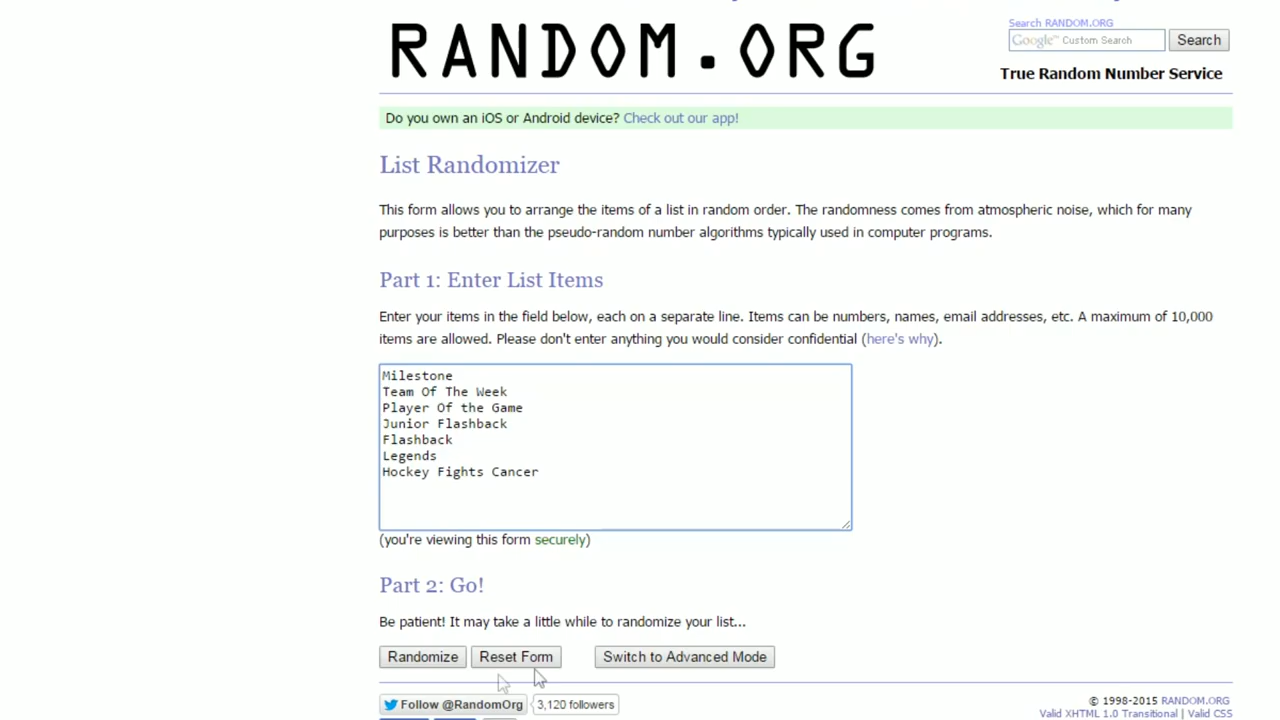 Search RANDOM.ORG
RANDOM.ORG
Google™ Custom Search
Search
True Random Number Service
Do you own an iOS or Android device? Check out our app!
List Randomizer
This form allows you to arrange the items of a list in random order. The randomness comes from atmospheric noise, which for many
purposes is better than the pseudo-random number algorithms typically used in computer programs.
Part 1: Enter List Items
Enter your items in the field below, each on a separate line. Items can be numbers, names, email addresses, etc. A maximum of 10,000
items are allowed. Please don't enter anything you would consider confidential (here's why).
Milestone
Team Of The Week
Player Of the Game
Junior Flashback
Flashback
Legends
Hockey Fights Cancer
(you're viewing this form securely)
Part 2: Go!
Be patient! It may take a little while to randomize your list...
Randomize
Reset Form
Switch to Advanced Mode
Follow @RandomOrg
3,120 followers
© 1998-2015 RANDOM.ORG
Valid XHTML 1.0 Transitional | Valid CSS